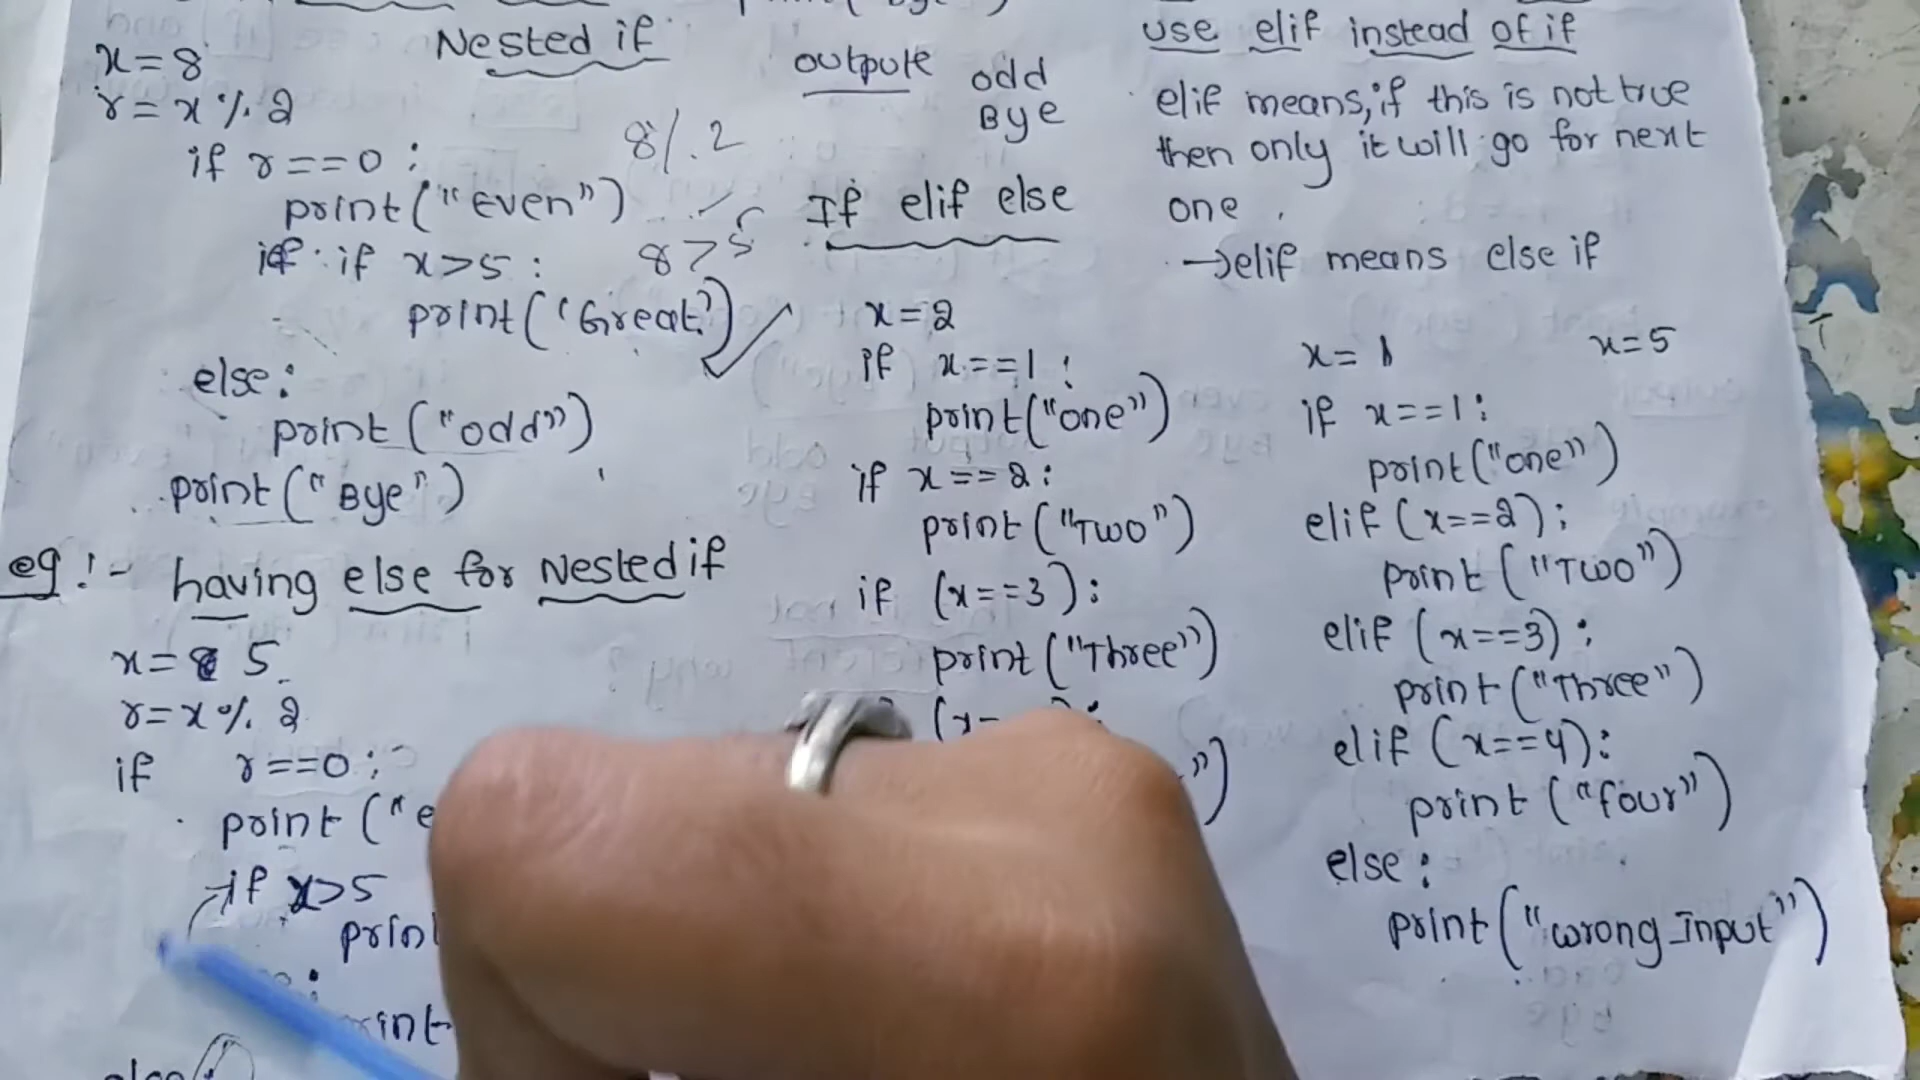 Nested if
x=8
r=x%2
if r==0:
print("Even")
if x>5:
print("Great")
else:
print("odd")
print("Bye")
8%2
8>5
eg:- having else for Nested if
x= 5
r=x%2
if r==0:
print("e
if x>5
print
:
print
else
odd
Bye
If elif else
x=2
if x==1:
print("one")
if x==2:
print("Two")
if (x==3):
print("Three")
")
use elif instead of if
elif means, if this is not true
then only it will go for next
one.
→elif means else if
x=1 x=5
if x==1:
print("one")
elif (x==2):
print("Two")
elif (x==3):
print("Three")
elif (x==4):
print("four")
else:
print("wrong Input")